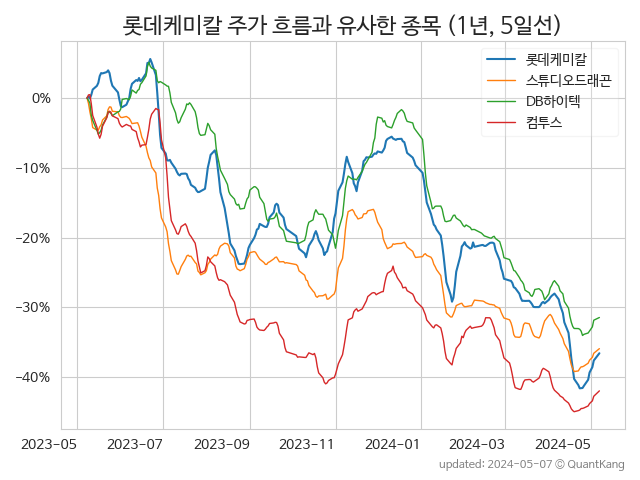 롯데케미칼 주가 흐름과 유사한 종목 (1년, 5일선)
롯데케미칼
스튜디오드래곤
DB하이텍
컴투스
0%
−10%
−20%
−30%
−40%
2023-05 2023-07 2023-09 2023-11 2024-01 2024-03 2024-05
updated: 2024-05-07 © QuantKang